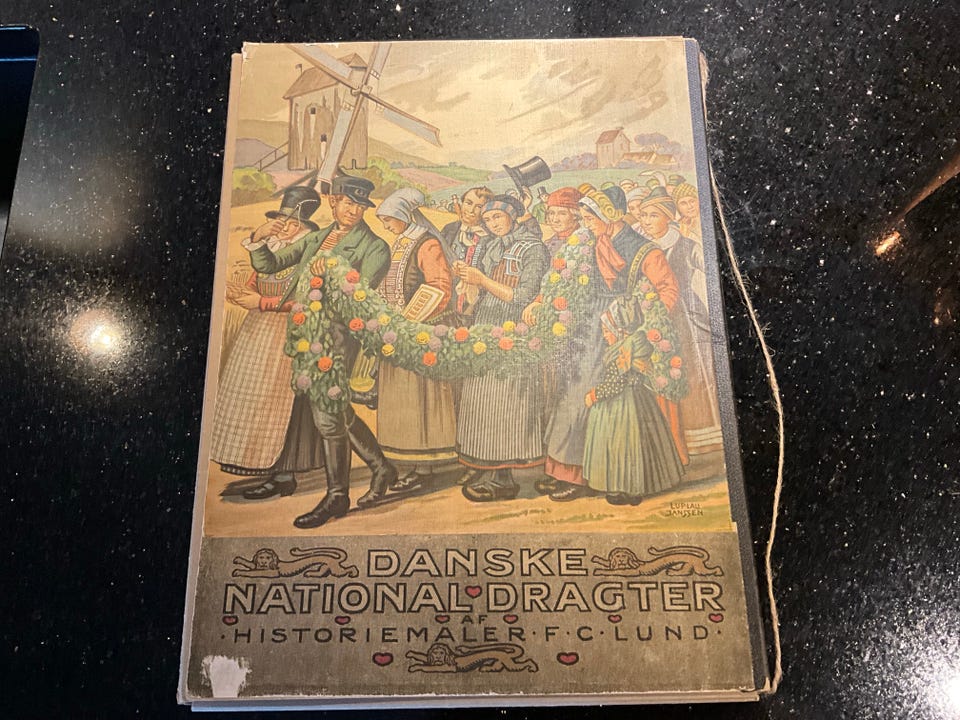 LUPLAU
JANSSEN
DANSKE
NATIONAL DRAGTER
AF
·HISTORIEMALER·F·C·LUND·